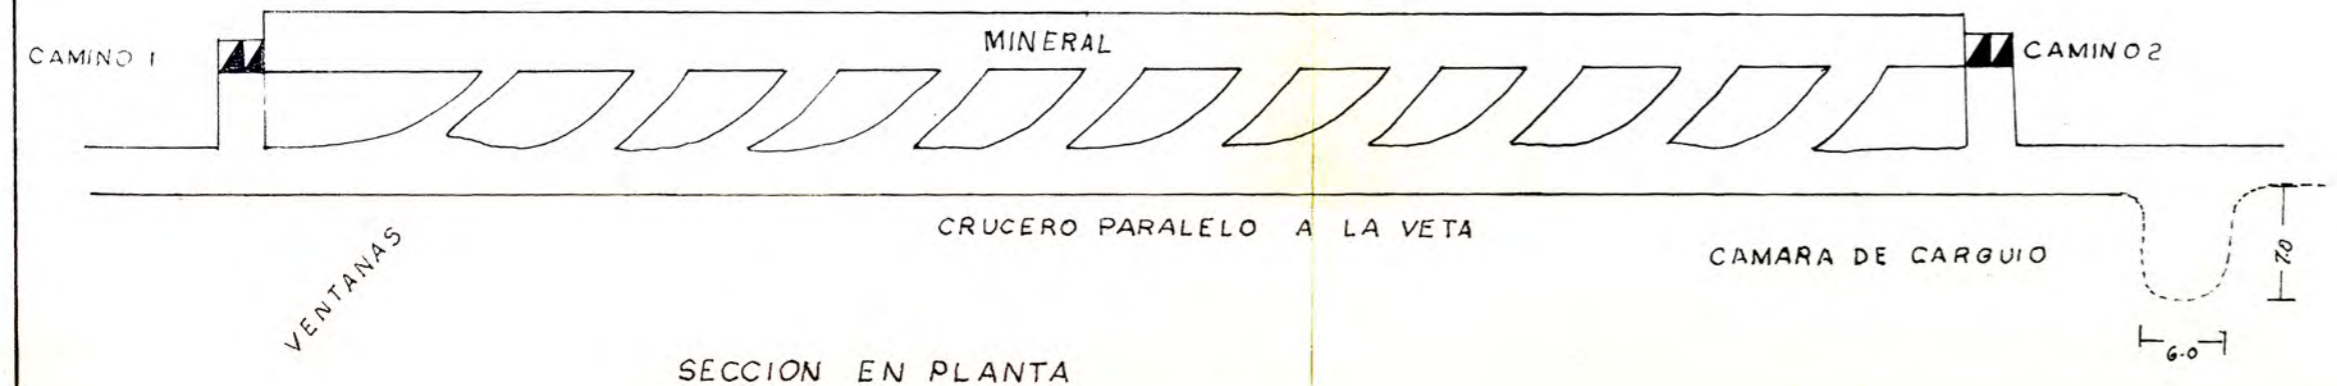 MINERAL
CAMINO 1
CAMINO 2
CRUCERO PARALELO A LA VETA
VENTANAS
CAMARA DE CARGUIO
7.0
6.0
SECCION EN PLANTA